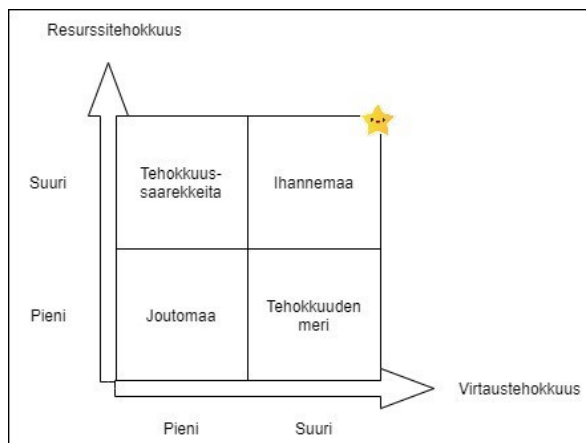 Resurssitehokkuus
Suuri
Tehokkuus-
saarekkeita
Ihannemaa
Pieni
Joutomaa
Tehokkuuden
meri
Virtaustehokkuus
Pieni
Suuri